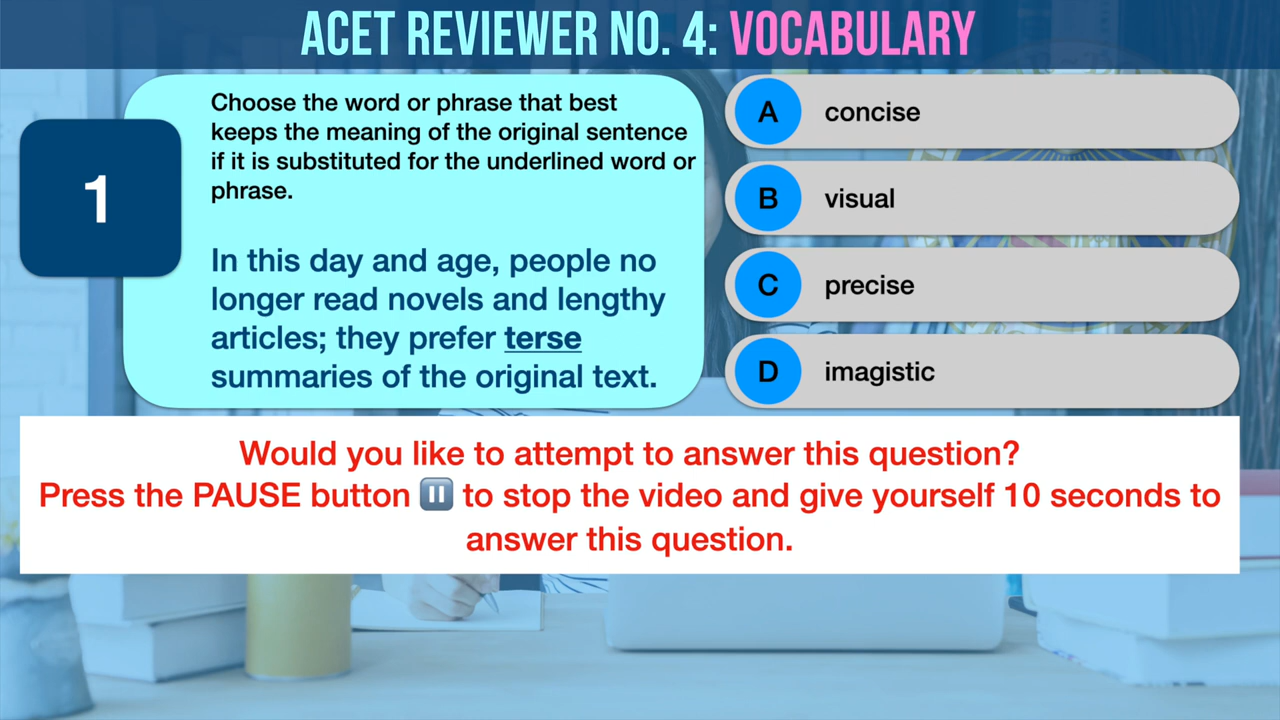 ACET REVIEWER NO. 4: VOCABULARY
1
Choose the word or phrase that best
keeps the meaning of the original sentence
if it is substituted for the underlined word or
phrase.
In this day and age, people no
longer read novels and lengthy
articles; they prefer terse
summaries of the original text.
A concise
B visual
C precise
D imagistic
Would you like to attempt to answer this question?
Press the PAUSE button ⏸️ to stop the video and give yourself 10 seconds to
answer this question.